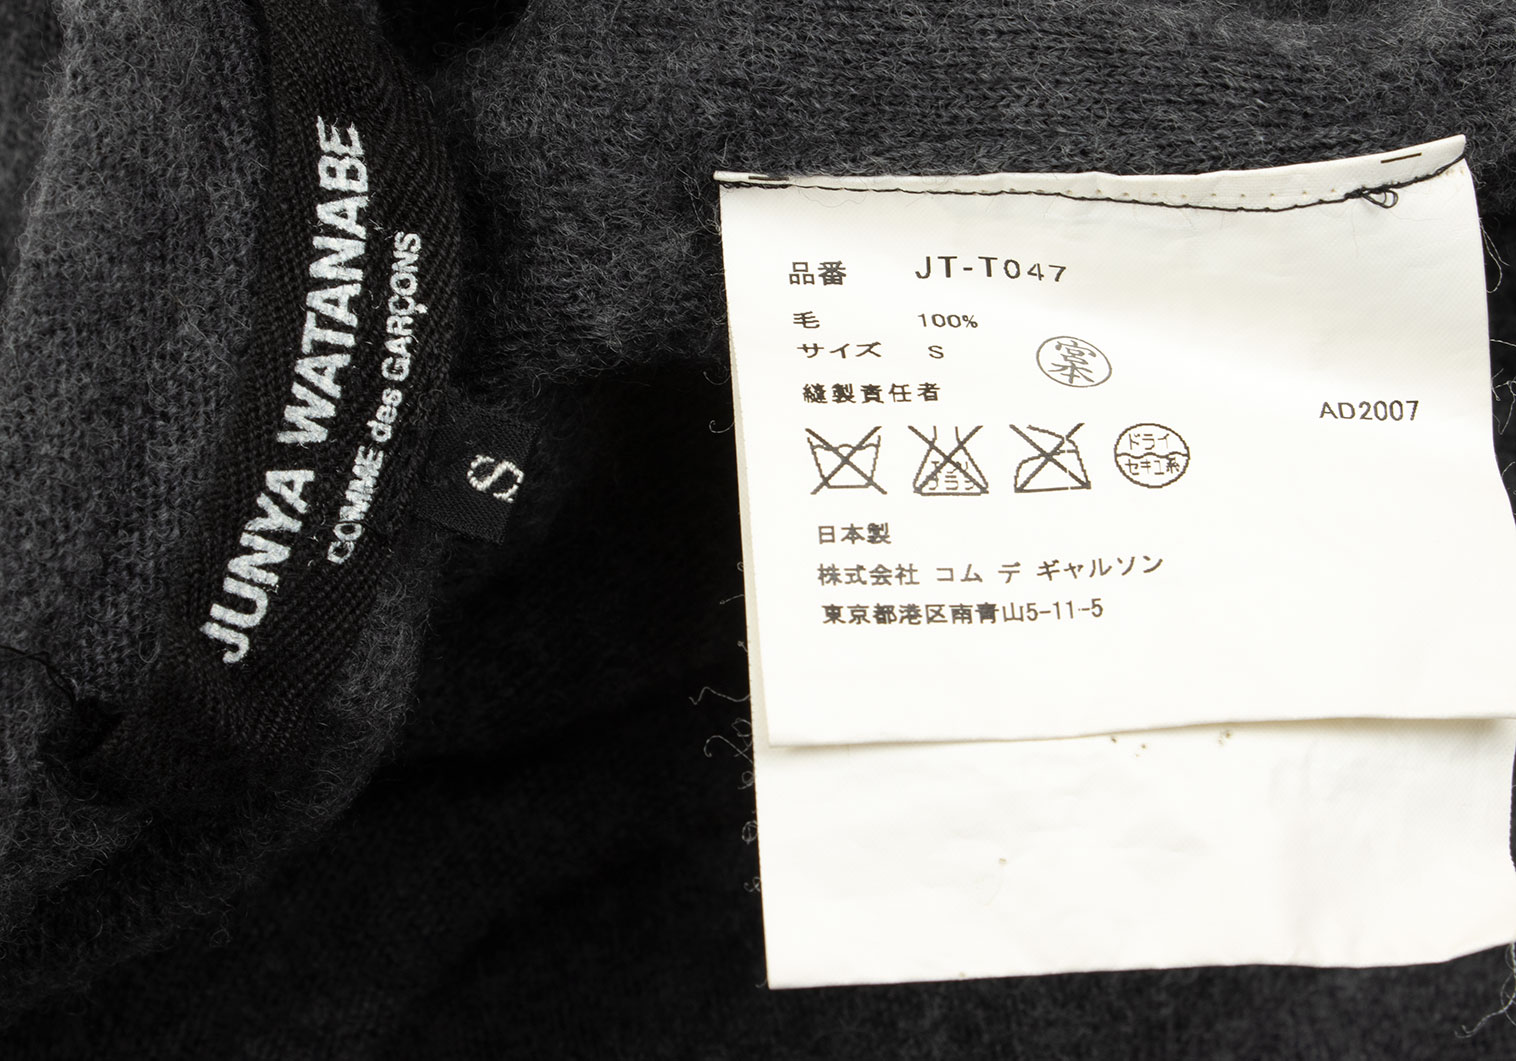 JUNYA WATANABE
COMME des GARÇONS
S
品番 JT-T047
毛 100%
サイズ S
宮本
縫製責任者
AD2007
ドライ
セキユ系
日本製
株式会社 コム デ ギャルソン
東京都港区南青山5-11-5